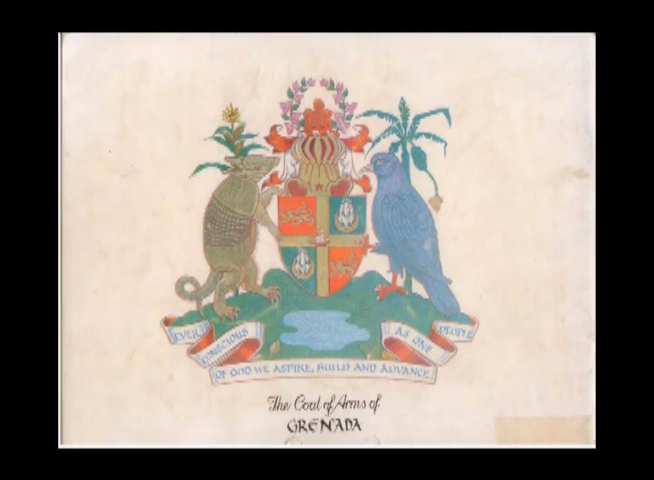 EVER
CONSCIOUS
OF GOD WE ASPIRE, BUILD AND ADVANCE
AS ONE
PEOPLE
The Coat of Arms of
GRENADA